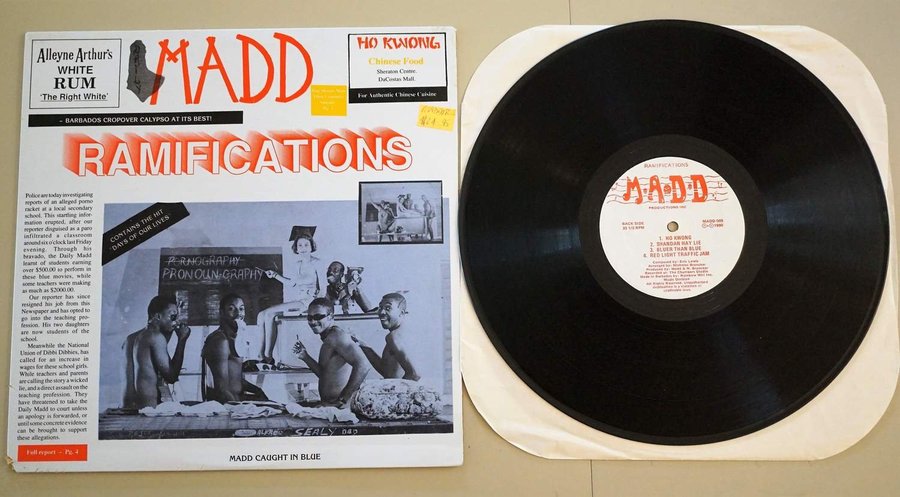 Alleyne Arthur's
WHITE
RUM
'The Right White'
MADD
HO KWONG
Chinese Food
Sheraton Centre.
DaCostas Mall.
For Authentic Chinese Cuisine
– BARBADOS CROPOVER CALYPSO AT ITS BEST!
RAMIFICATIONS
Police are today investigating
reports of an alleged porno
racket at a local secondary
school. This startling infor-
mation erupted, after our
reporter disguised as a paro
infiltrated a classroom
around six o'clock last Friday
evening. Through his
bravado, the Daily Madd
learnt of students earning
over $500.00 to perform in
these blue movies, while
some teachers were making
as much as $2000.00.
Our reporter has since
resigned his job from this
Newspaper and has opted to
go into the teaching pro-
fession. His two daughters
are now students of the
school.
Meanwhile the National
Union of Dibbi Dibbies, has
called for an increase in
wages for these school girls.
While teachers and parents
are calling the story a wicked
lie, and a direct assault on the
teaching profession. They
have threatened to take the
Daily Madd to court unless
an apology is forwarded, or
until some concrete evidence
can be brought to support
these allegations.
Full report – Pg. 4
CONTAINS THE HIT
'DAYS OF OUR LIVES'
PORNOGRAPHY
PRONOUN-GRAPHY
SEALY
MADD CAUGHT IN BLUE
RAMIFICATIONS
M·A·D·D
PRODUCTIONS INC
BACK SIDE
33 1/3 RPM
1990
1. HO KWONG
2. SHANDAN HAY LIE
3. BLUER THAN BLUE
4. RED LIGHT TRAFFIC JAM